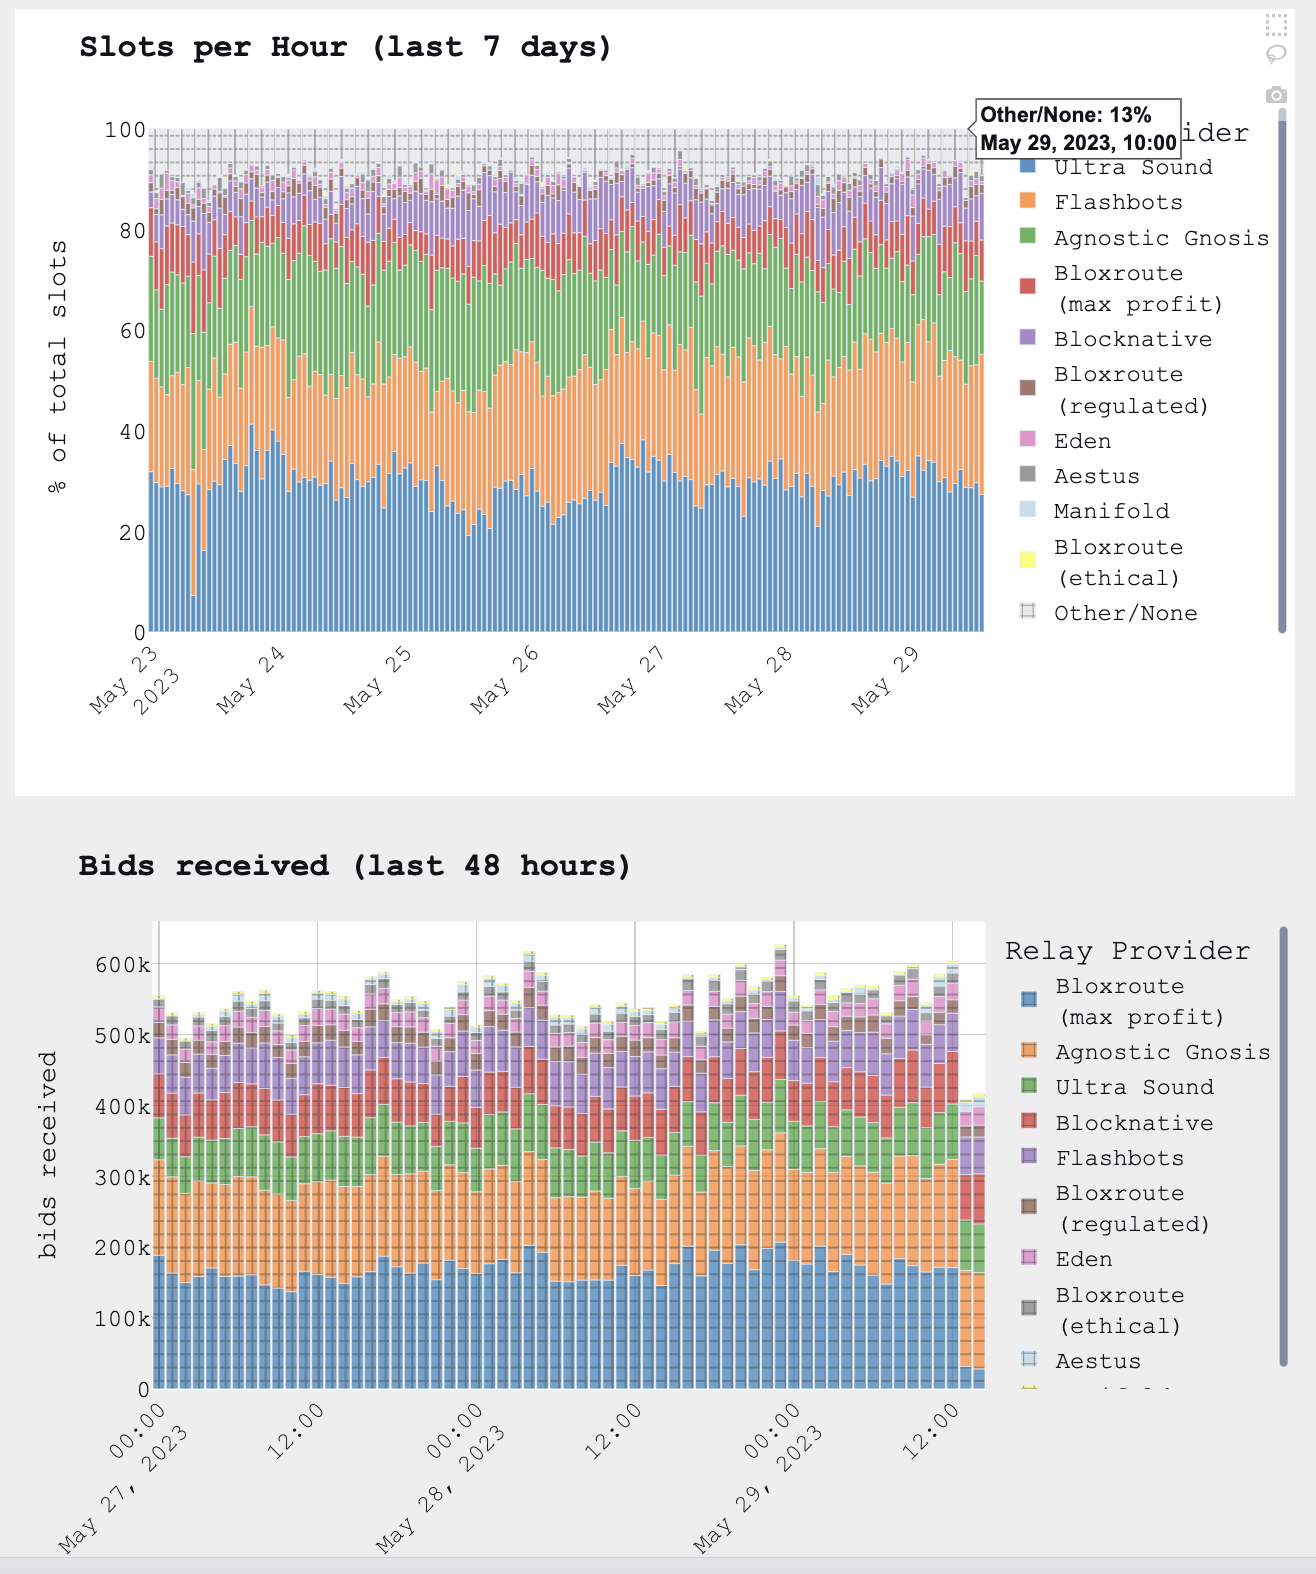 Slots per Hour (last 7 days)
Other/None: 13%
May 29, 2023, 10:00
ider
% of total slots
100
80
60
40
20
0
May 23
2023
May 24
May 25
May 26
May 27
May 28
May 29
Ultra Sound
Flashbots
Agnostic Gnosis
Bloxroute
(max profit)
Blocknative
Bloxroute
(regulated)
Eden
Aestus
Manifold
Bloxroute
(ethical)
Other/None
Bids received (last 48 hours)
bids received
600k
500k
400k
300k
200k
100k
0
00:00
May 27, 2023
12:00
00:00
May 28, 2023
12:00
00:00
May 29, 2023
12:00
Relay Provider
Bloxroute
(max profit)
Agnostic Gnosis
Ultra Sound
Blocknative
Flashbots
Bloxroute
(regulated)
Eden
Bloxroute
(ethical)
Aestus